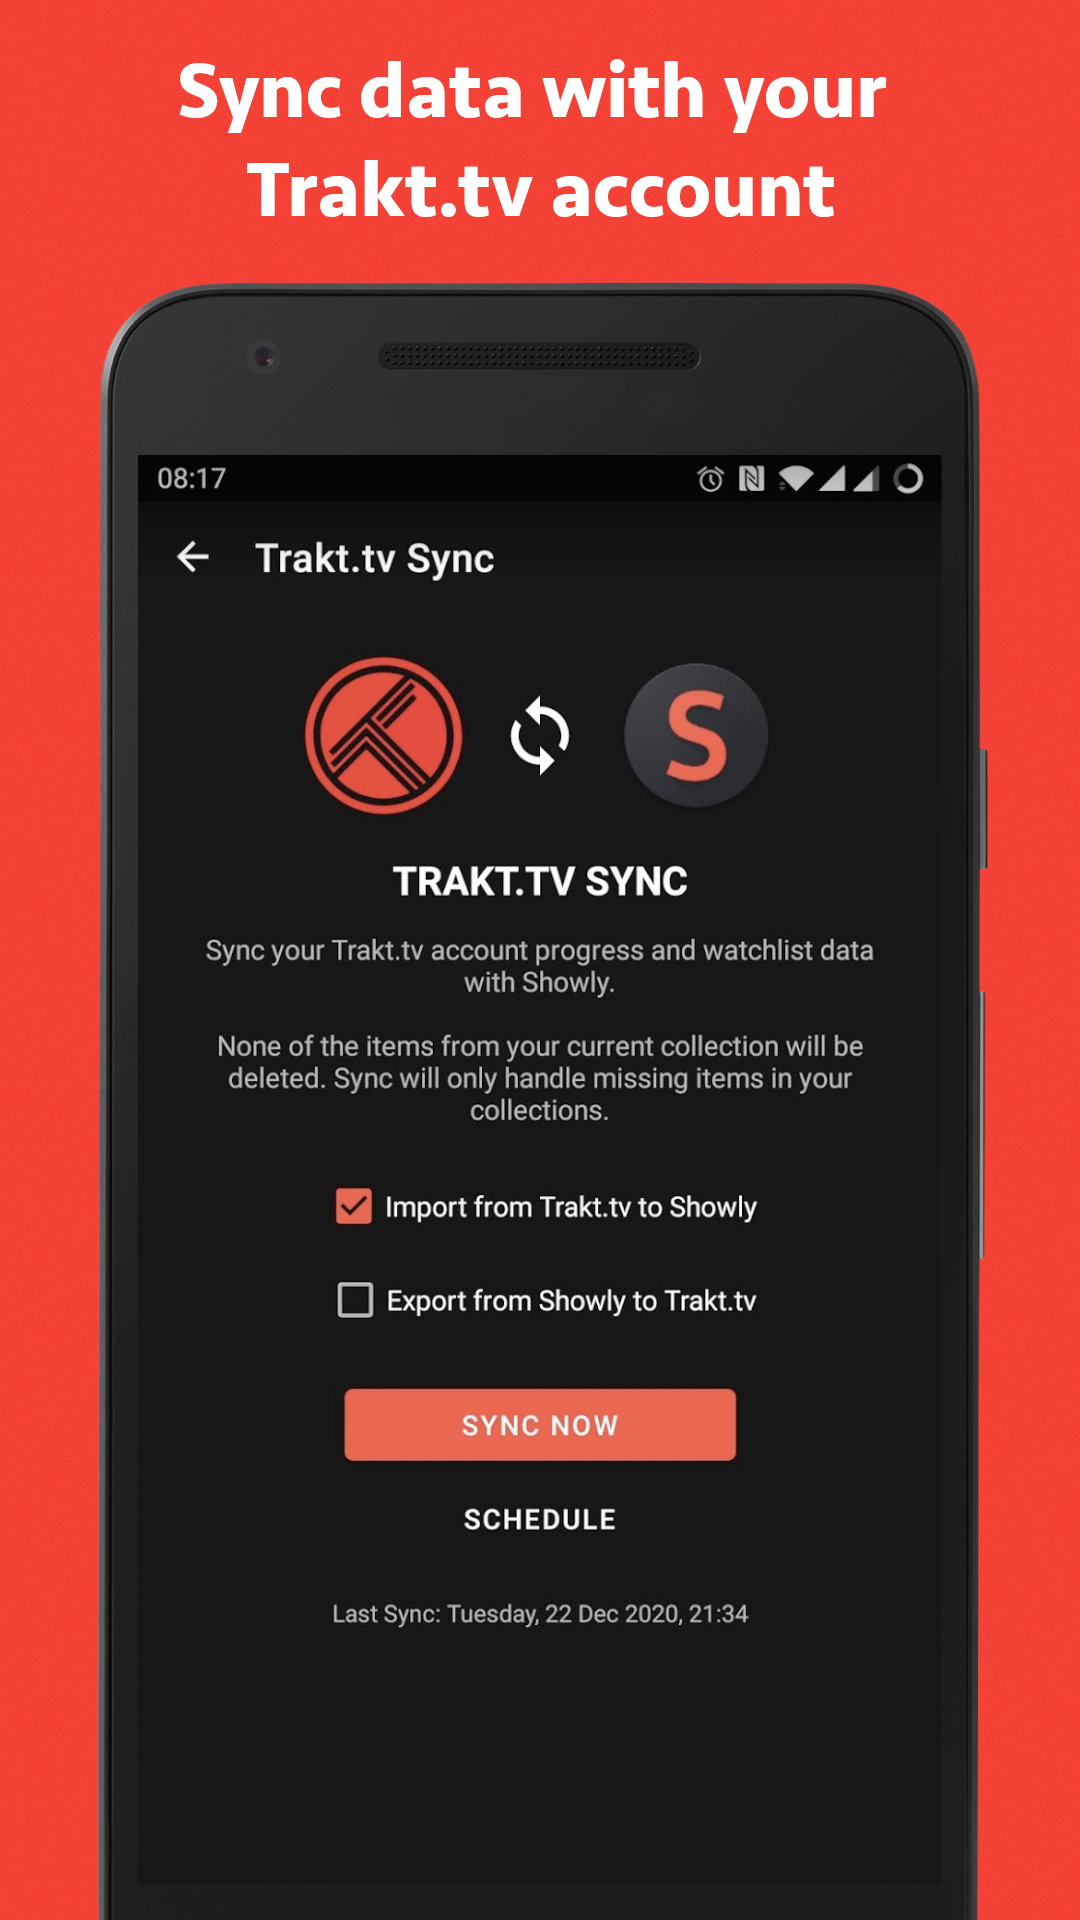 Sync data with your
Trakt.tv account
08:17
Trakt.tv Sync
S
TRAKT.TV SYNC
Sync your Trakt.tv account progress and watchlist data
with Showly.
None of the items from your current collection will be
deleted. Sync will only handle missing items in your
collections.
Import from Trakt.tv to Showly
Export from Showly to Trakt.tv
SYNC NOW
SCHEDULE
Last Sync: Tuesday, 22 Dec 2020, 21:34